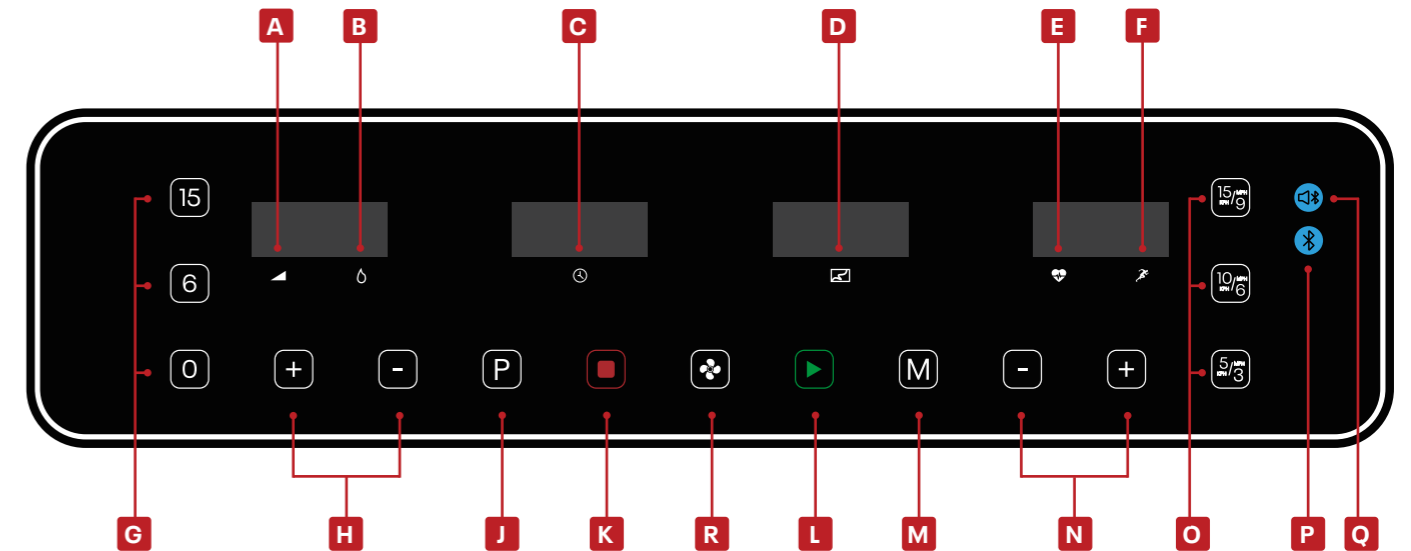 A B C D E F
15 15 KPH / MPH 9
6 10 KPH / MPH 6
0 + - P M - + 5 KPH / MPH 3
G H J K R L M N O P Q